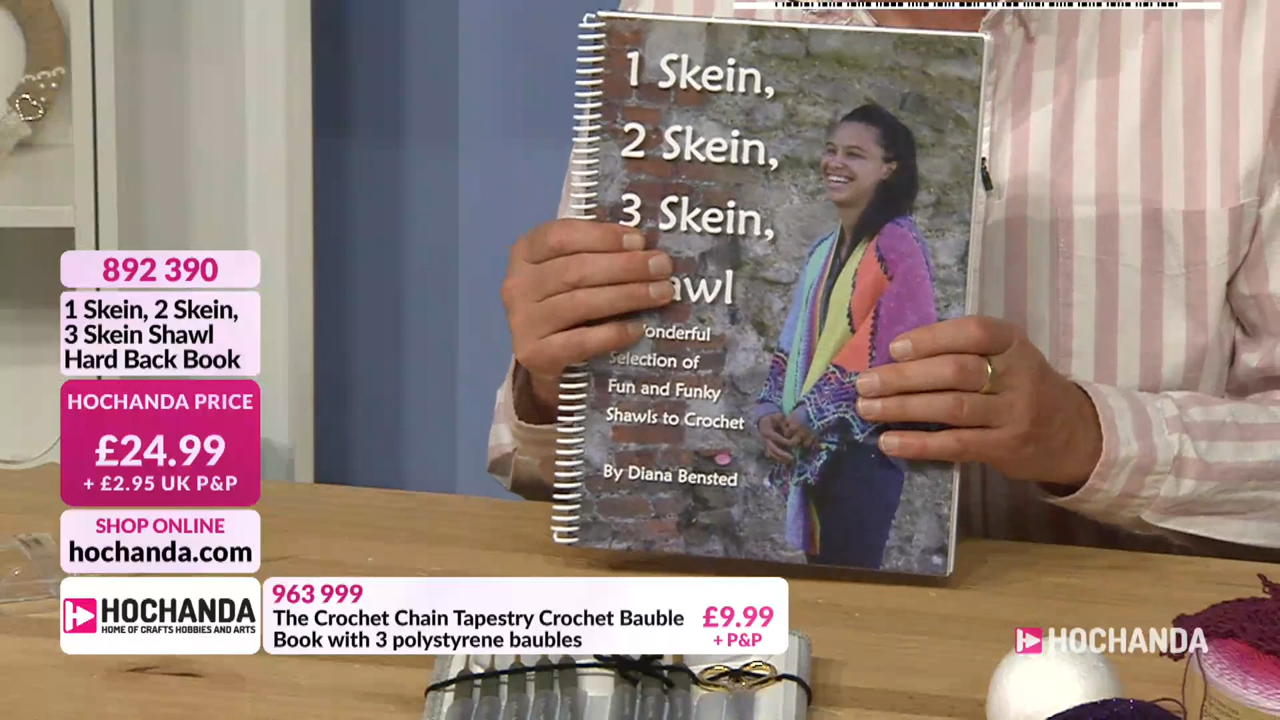 1 Skein,
2 Skein,
3 Skein,
awl
onderful
Selection of
Fun and Funky
Shawls to Crochet
By Diana Bensted
892 390
1 Skein, 2 Skein,
3 Skein Shawl
Hard Back Book
HOCHANDA PRICE
£24.99
+ £2.95 UK P&P
SHOP ONLINE
hochanda.com
HOCHANDA
HOME OF CRAFTS HOBBIES AND ARTS
963 999
The Crochet Chain Tapestry Crochet Bauble
Book with 3 polystyrene baubles
£9.99
+ P&P
HOCHANDA